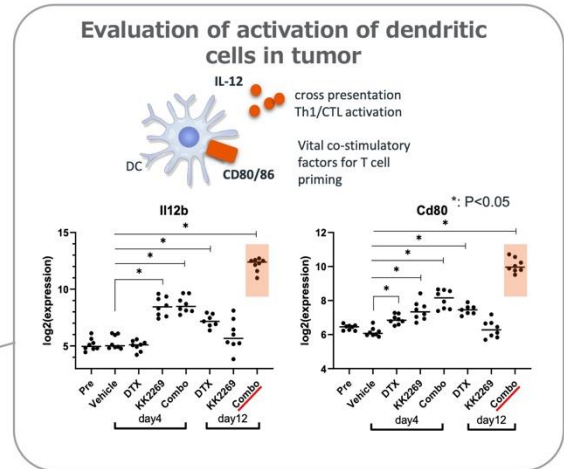 Evaluation of activation of dendritic
cells in tumor
IL-12
cross presentation
Th1/CTL activation
DC
CD80/86
Vital co-stimulatory
factors for T cell
priming
*: P<0.05
Il12b
log2(expression)
15
10
5
*
*
*
*
Pre
Vehicle
DTX
KK2269
Combo
DTX
KK2269
Combo
day4
day12
Cd80
log2(expression)
12
10
8
6
4
*
*
*
*
*
Pre
Vehicle
DTX
KK2269
Combo
DTX
KK2269
Combo
day4
day12